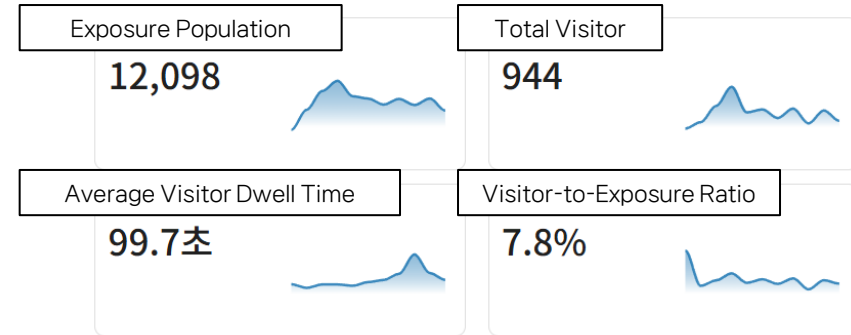 Exposure Population
12,098
Total Visitor
944
Average Visitor Dwell Time
99.7초
Visitor-to-Exposure Ratio
7.8%